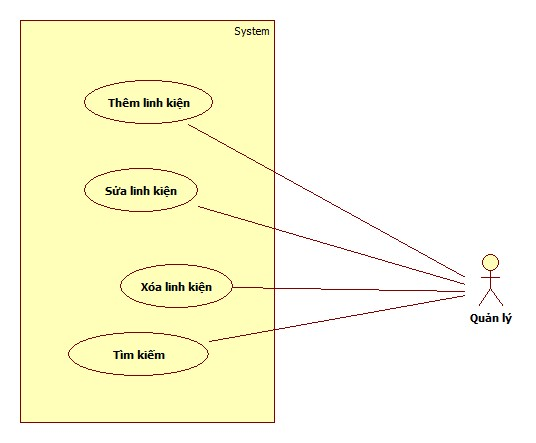 System
Thêm linh kiện
Sửa linh kiện
Xóa linh kiện
Quản lý
Tìm kiếm